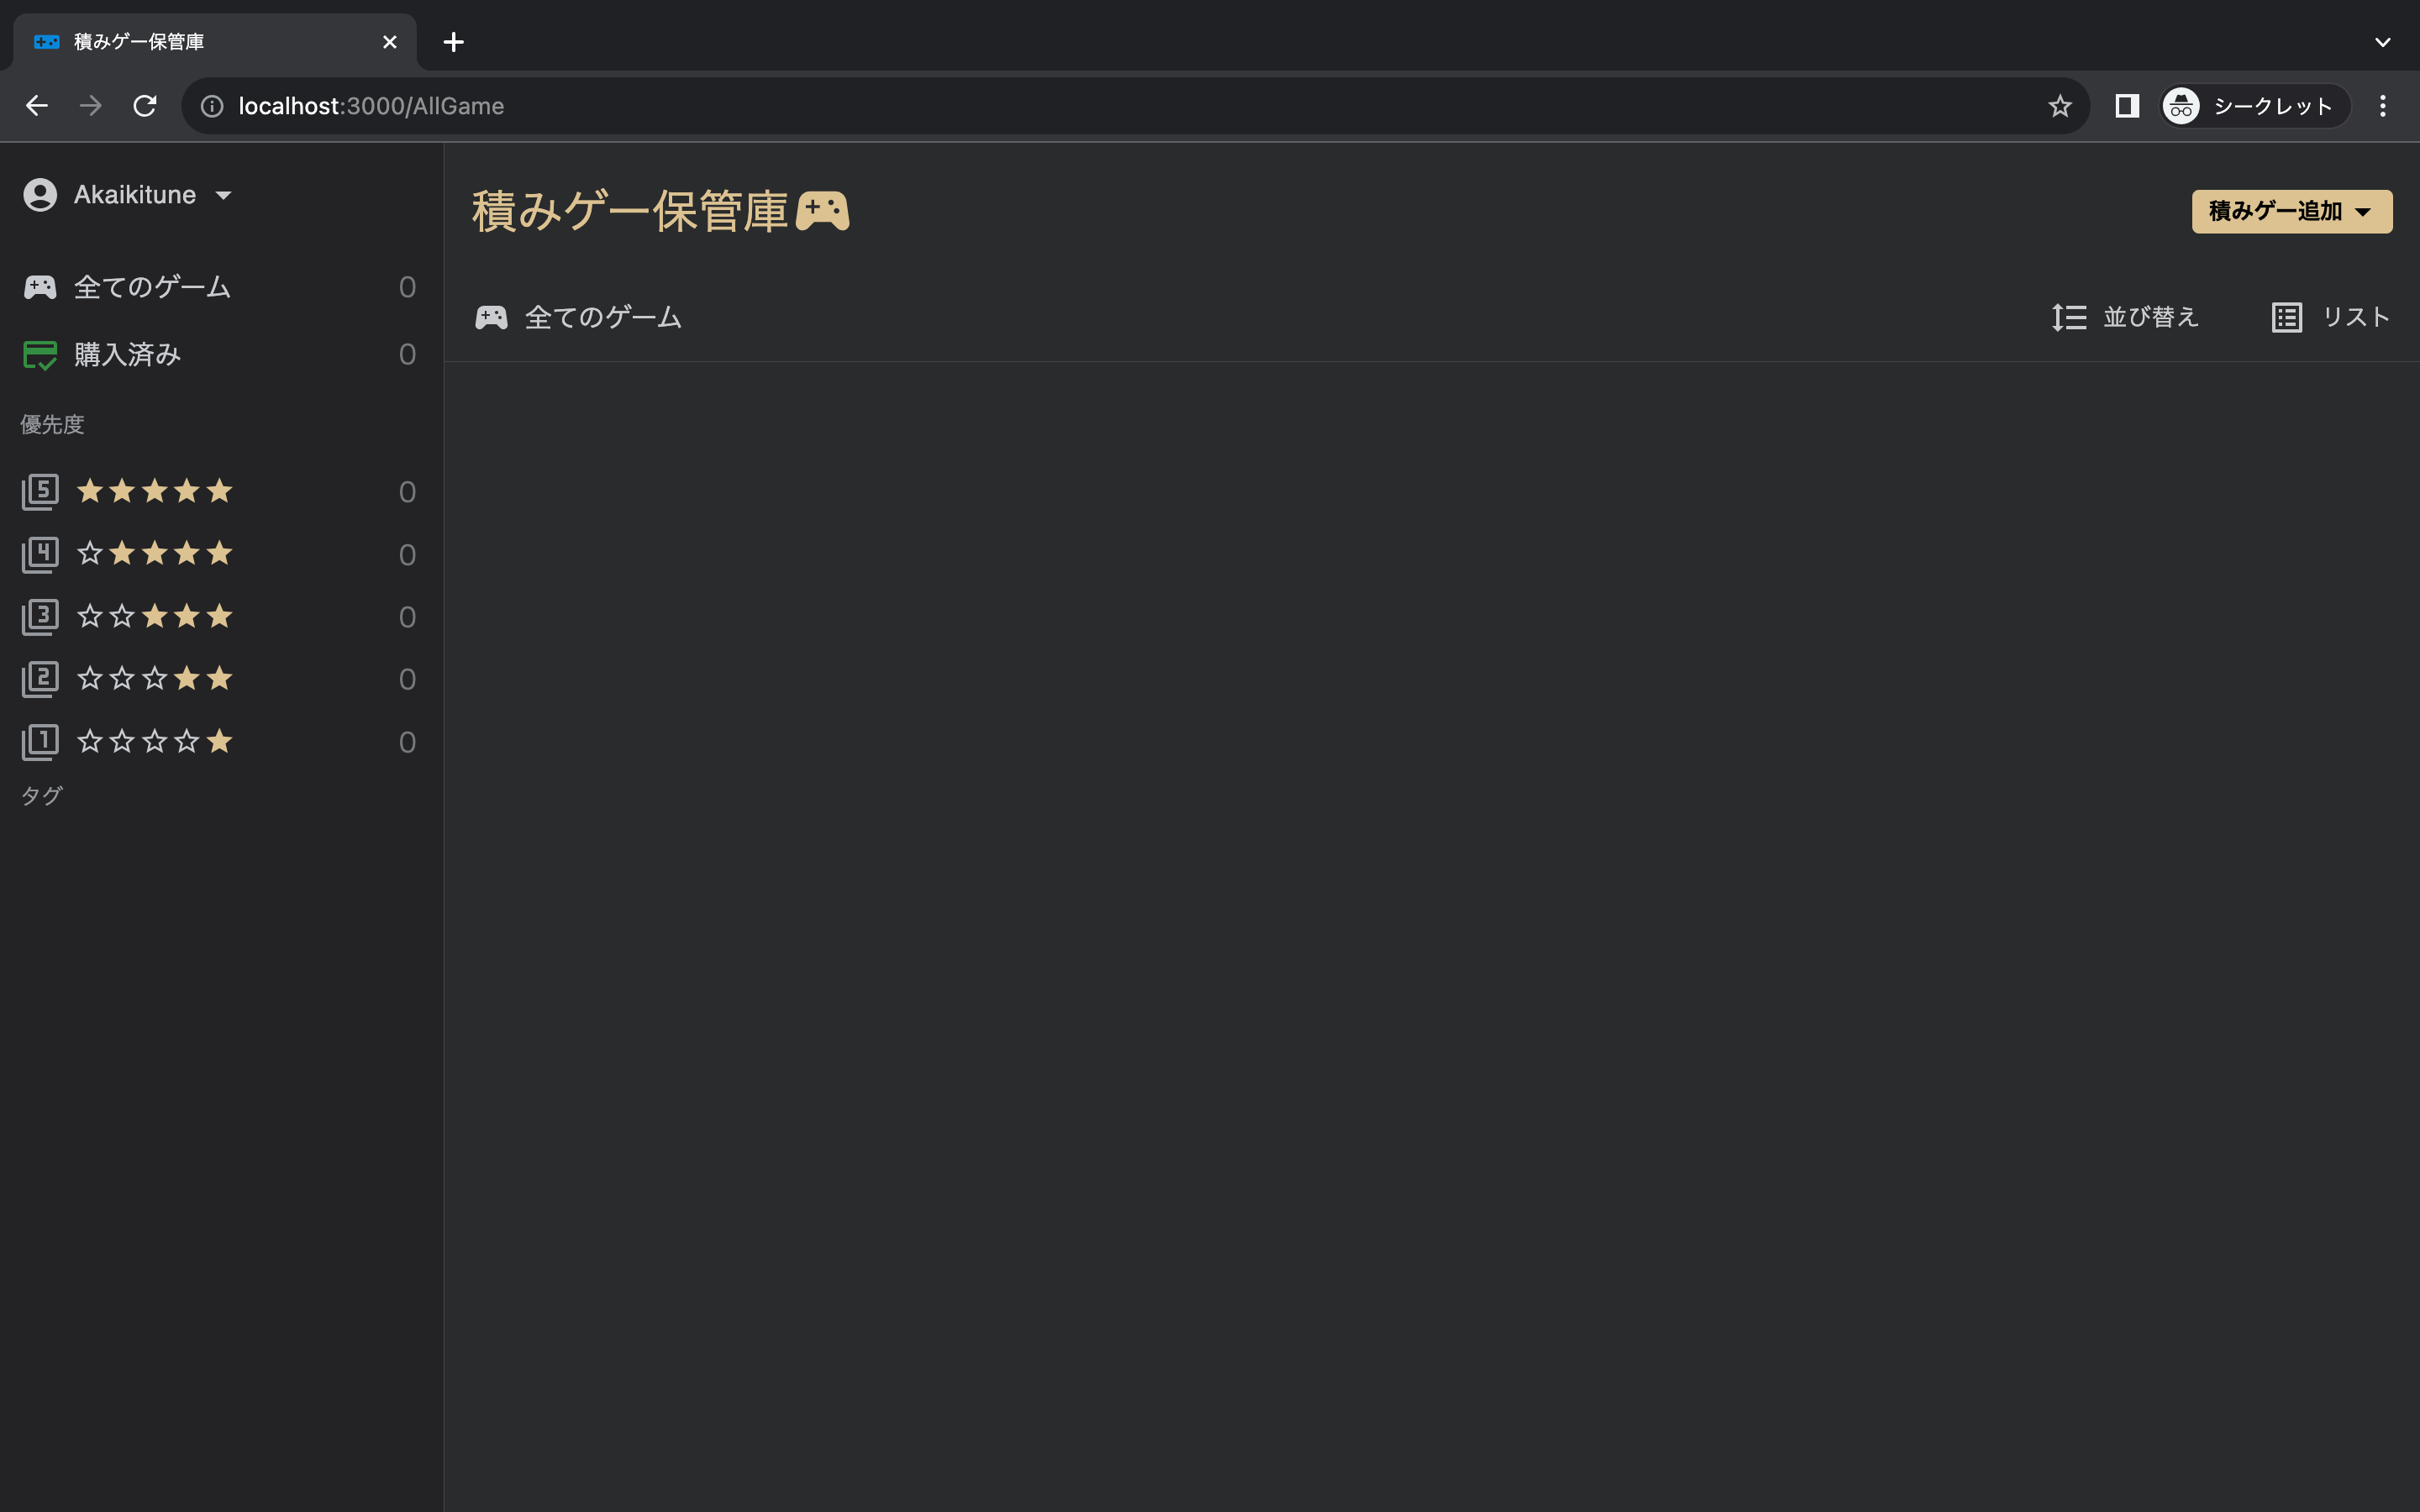 積みゲー保管庫
localhost:3000/AllGame
シークレット
Akaikitune
全てのゲーム 0
購入済み 0
優先度
5 ★★★★★ 0
4 ☆★★★★ 0
3 ☆☆★★★ 0
2 ☆☆☆★★ 0
1 ☆☆☆☆★ 0
タグ
積みゲー保管庫
積みゲー追加
全てのゲーム
並び替え
リスト